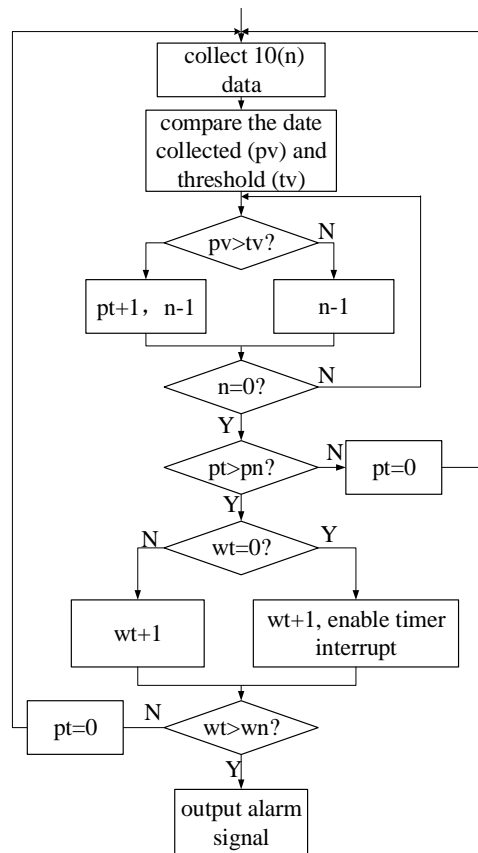 collect 10(n)
data
compare the date
collected (pv) and
threshold (tv)
pv>tv?
N
pt+1，n-1
n-1
n=0?
N
Y
pt>pn?
N
pt=0
Y
N
wt=0?
Y
wt+1
wt+1, enable timer
interrupt
pt=0
N
wt>wn?
Y
output alarm
signal